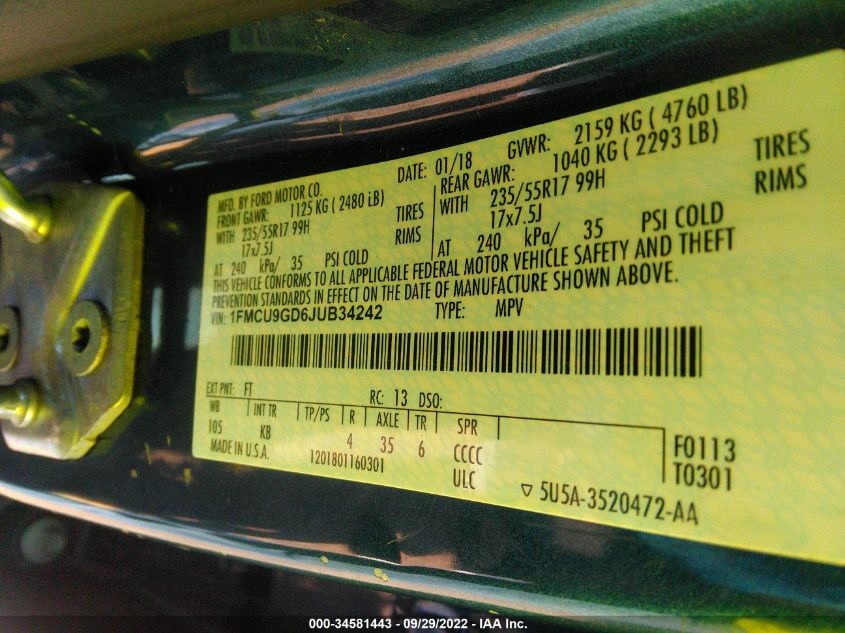 MFD. BY FORD MOTOR CO.
DATE: 01/18 GVWR: 2159 KG ( 4760 LB)
FRONT GAWR: 1125 KG ( 2480 LB)
REAR GAWR: 1040 KG ( 2293 LB)
WITH 235/55R17 99H TIRES
WITH 235/55R17 99H TIRES
17x7.5J RIMS
17x7.5J RIMS
AT 240 kPa/ 35 PSI COLD
AT 240 kPa/ 35 PSI COLD
THIS VEHICLE CONFORMS TO ALL APPLICABLE FEDERAL MOTOR VEHICLE SAFETY AND THEFT
PREVENTION STANDARDS IN EFFECT ON THE DATE OF MANUFACTURE SHOWN ABOVE.
VIN: 1FMCU9GD6JUB34242 TYPE: MPV
EXT PNT: FT RC: 13 DSO:
WB INT TR TP/PS R AXLE TR SPR
105 KB 4 35 6 CCCC
F0113
MADE IN U.S.A. 1201801160301 ULC
T0301
5U5A-3520472-AA
000-34581443 - 09/29/2022 - IAA Inc.